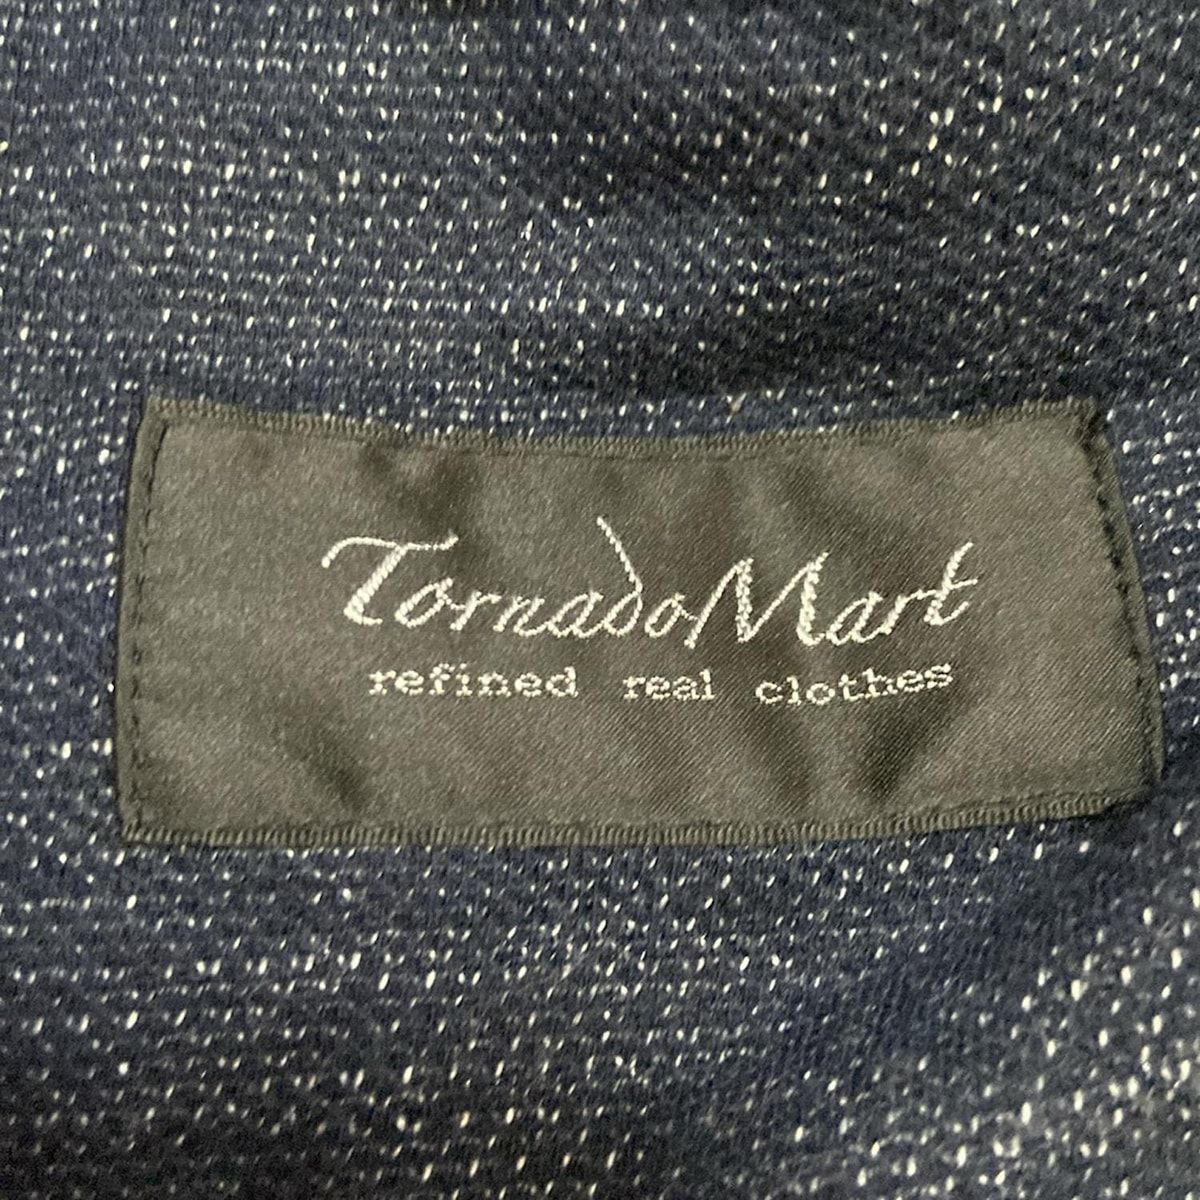 TornadoMart
refined real clothes